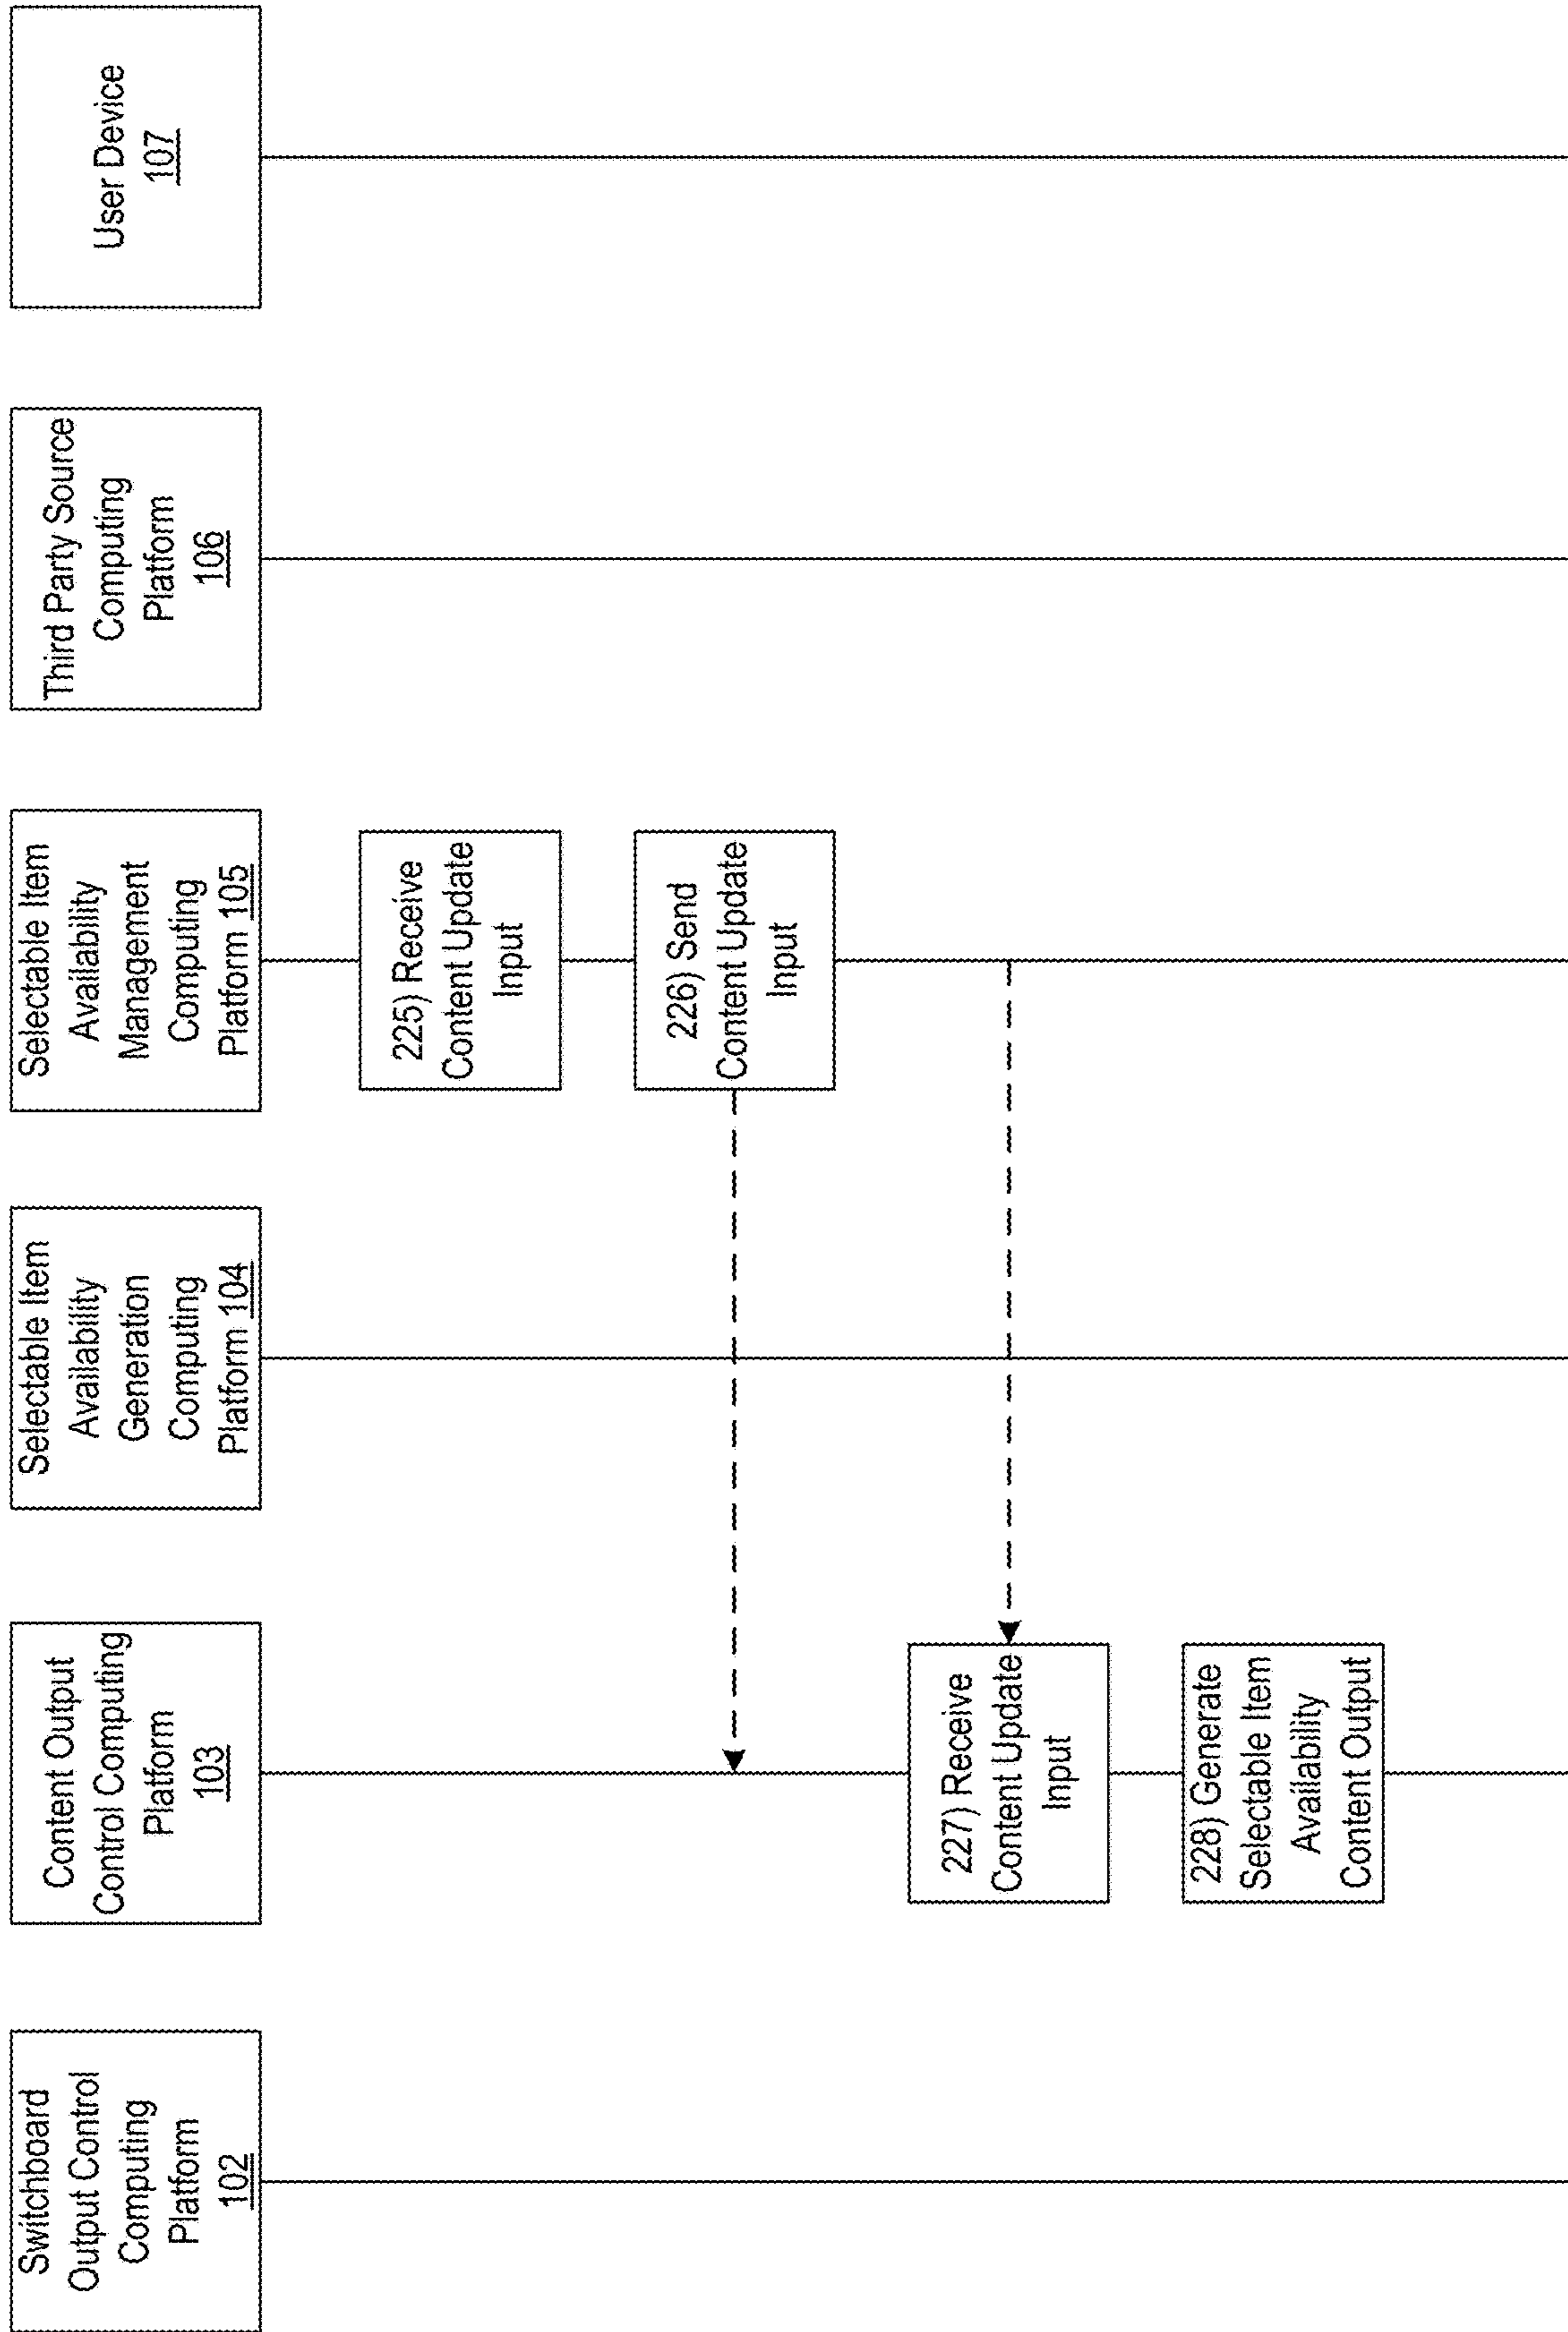 Switchboard
Output Control
Computing
Platform
102
Content Output
Control Computing
Platform
103
Selectable Item
Availability
Generation
Computing
Platform 104
Selectable Item
Availability
Management
Computing
Platform 105
Third Party Source
Computing
Platform
106
User Device
107
225) Receive
Content Update
Input
226) Send
Content Update
Input
227) Receive
Content Update
Input
228) Generate
Selectable Item
Availability
Content Output